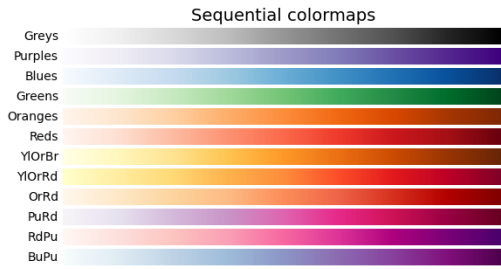 Sequential colormaps
Greys
Purples
Blues
Greens
Oranges
Reds
YlOrBr
YlOrRd
OrRd
PuRd
RdPu
BuPu